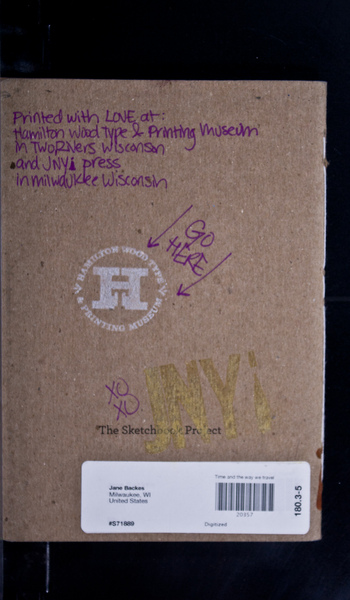 Printed with LOVE at:
Hamilton Wood Type & Printing Museum
in TWO Rivers Wisconsin
and JNYi press
in milwaukee Wisconsin
GO
HERE
HAMILTON WOOD TYPE
H
& PRINTING MUSEUM
XO
XO
JNYi
The Sketchbook Project
Time and the way we travel
Jane Backes
Milwaukee, WI
United States
20457
180.3-5
#S71889
Digitized